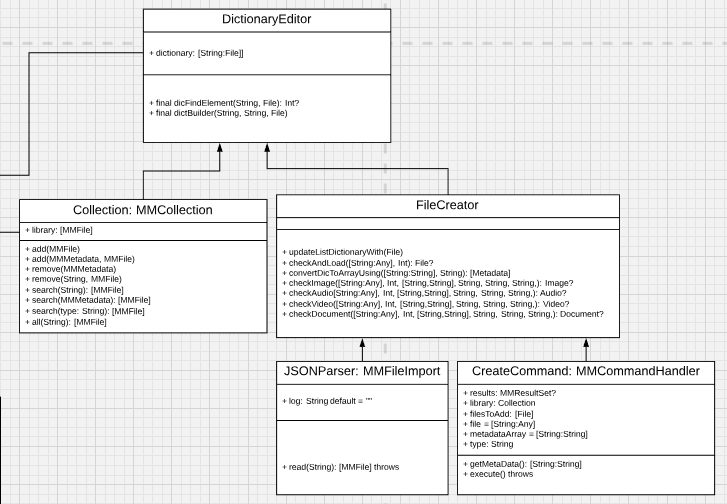 DictionaryEditor
+ dictionary: [String:File]]
+ final dicFindElement(String, File): Int?
+ final dictBuilder(String, String, File)
Collection: MMCollection
+ library: [MMFile]
+ add(MMFile)
+ add(MMMetadata, MMFile)
+ remove(MMMetadata)
+ remove(String, MMFile)
+ search(String): [MMFile]
+ search(MMMetadata): [MMFile]
+ search(type: String): [MMFile]
+ all(String): [MMFile]
FileCreator
+ updateListDictionaryWith(File)
+ checkAndLoad([String:Any], Int): File?
+ convertDicToArrayUsing([String:String], String): [Metadata]
+ checkImage([String:Any], Int, [String,String], String, String, String,): Image?
+ checkAudio[String:Any], Int, [String,String], String, String, String,): Audio?
+ checkVideo([String:Any], Int, [String,String], String, String, String,): Video?
+ checkDocument([String:Any], Int, [String,String], String, String, String,): Document?
JSONParser: MMFileImport
+ log: String default = ""
+ read(String): [MMFile] throws
CreateCommand: MMCommandHandler
+ results: MMResultSet?
+ library: Collection
+ filesToAdd: [File]
+ file = [String:Any]
+ metadataArray = [String:String]
+ type: String
+ getMetaData(): [String:String]
+ execute() throws